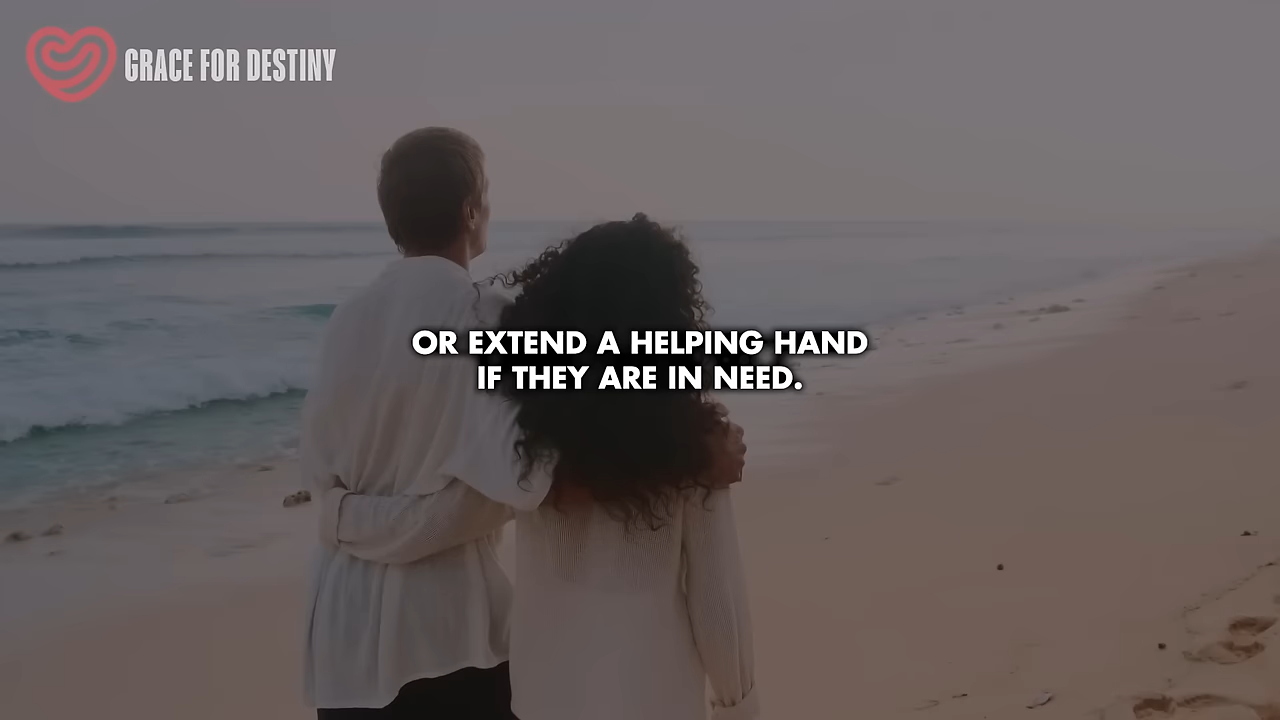 GRACE FOR DESTINY
OR EXTEND A HELPING HAND
IF THEY ARE IN NEED.